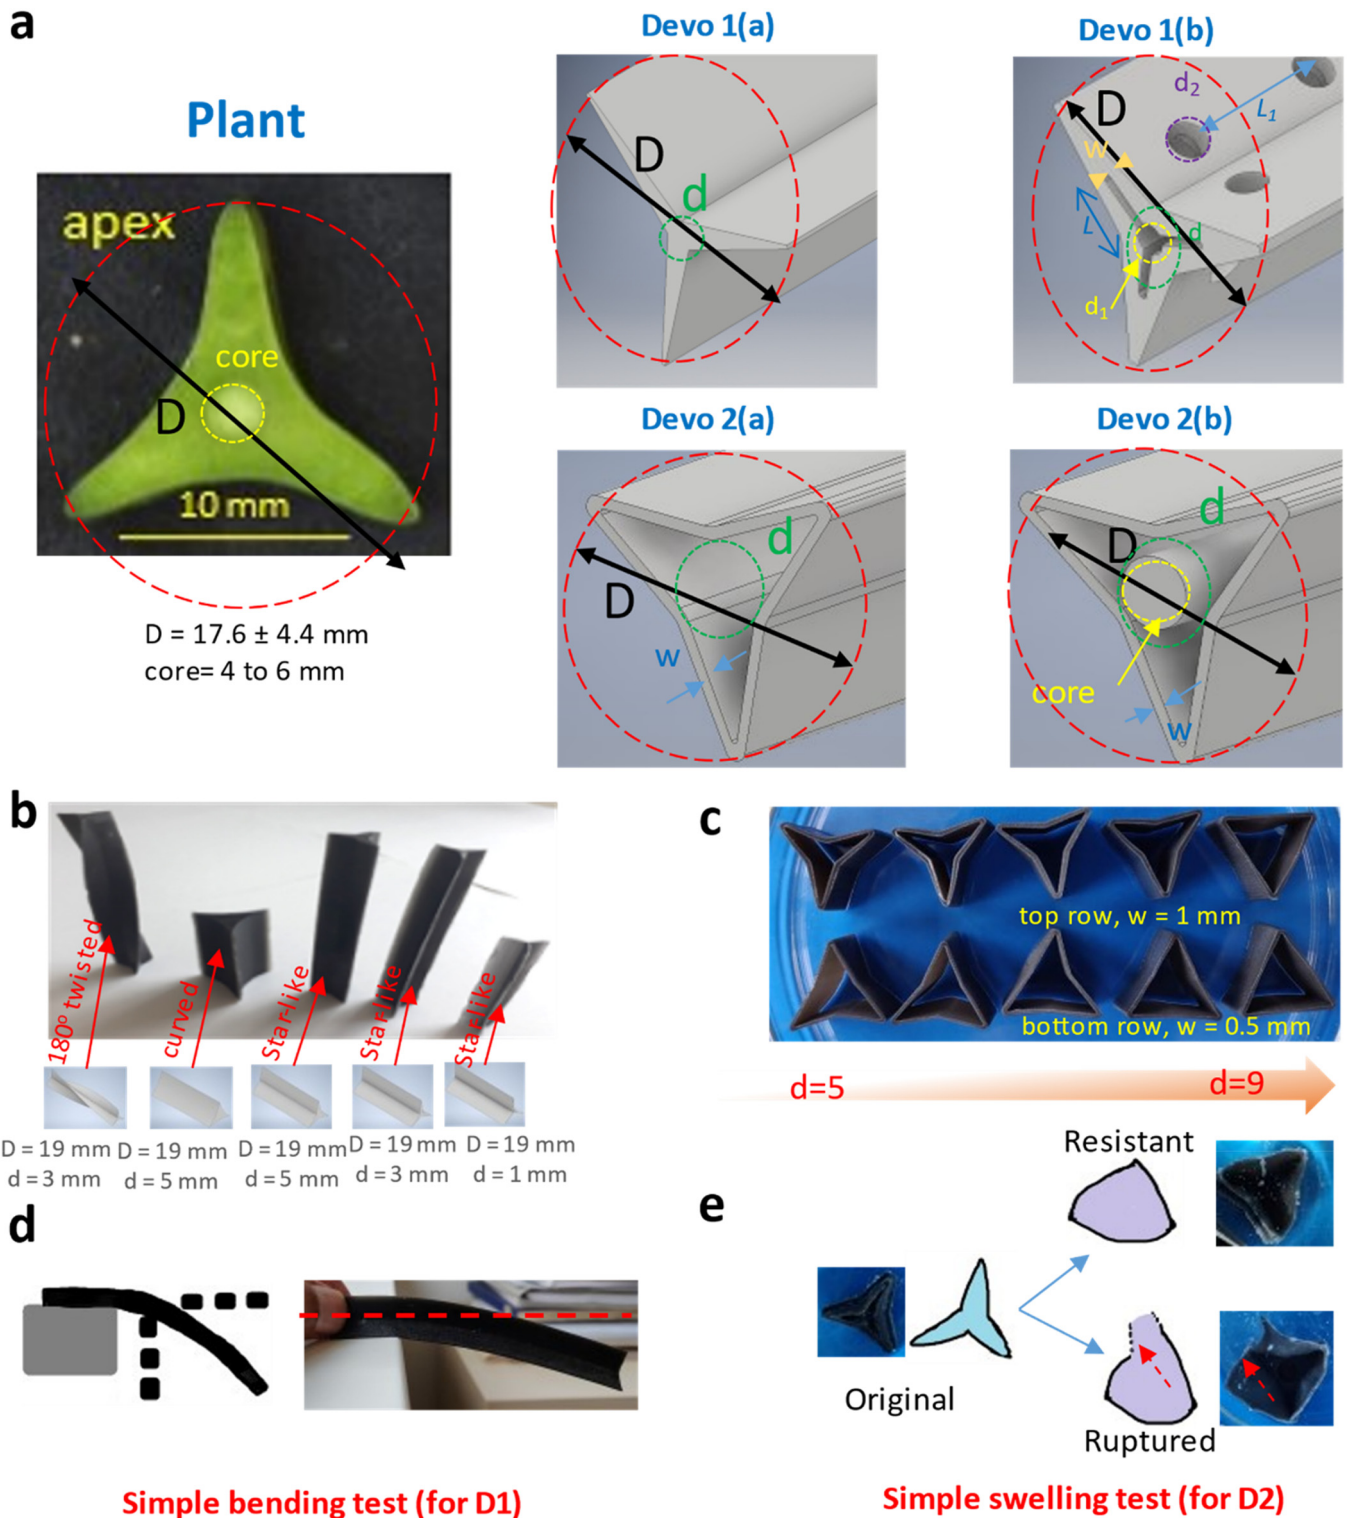 a
Plant
apex
core
D
10 mm
D = 17.6 ± 4.4 mm
core= 4 to 6 mm
Devo 1(a)
D
d
Devo 1(b)
D
d₂
L₁
w
L
d
d₁
Devo 2(a)
d
D
w
Devo 2(b)
d
D
core
w
b
180º twisted
curved
Star-like
Star-like
Star-like
D = 19 mm
d = 3 mm
D = 19 mm
d = 5 mm
D = 19 mm
d = 5 mm
D = 19 mm
d = 3 mm
D = 19 mm
d = 1 mm
c
top row, w = 1 mm
bottom row, w = 0.5 mm
d=5
d=9
d
Simple bending test (for D1)
e
Resistant
Original
Ruptured
Simple swelling test (for D2)